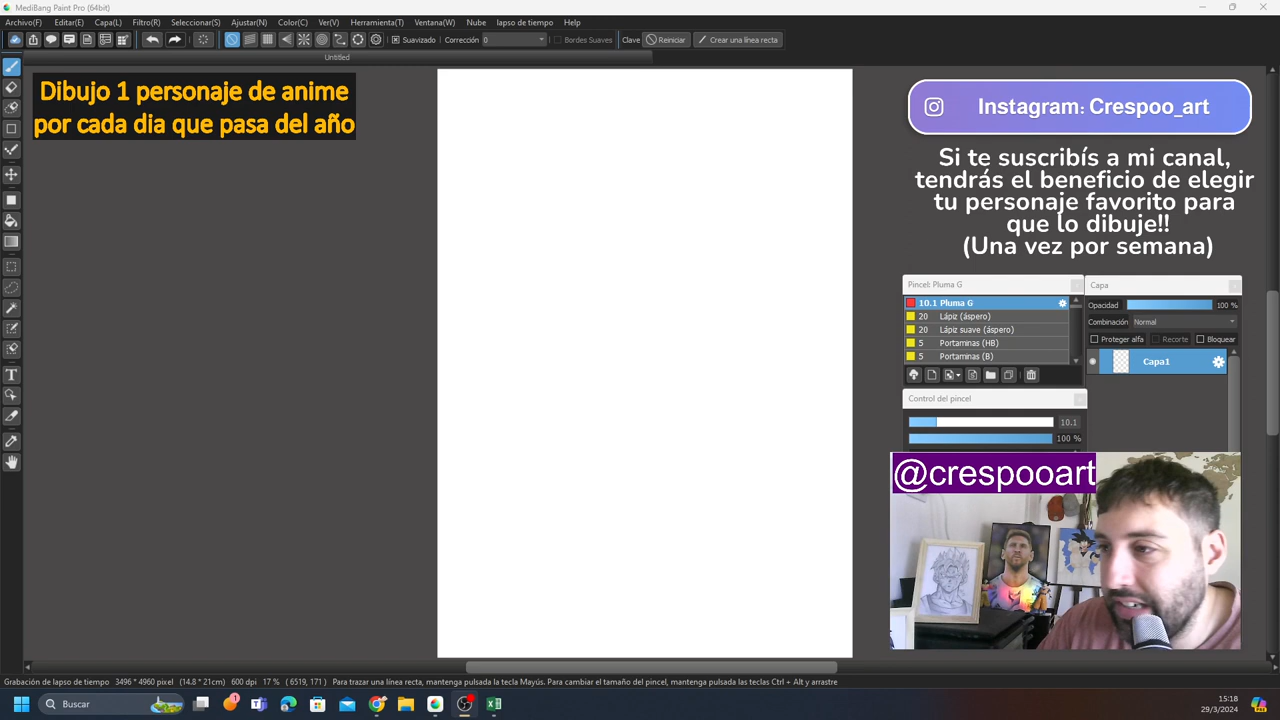 MediBang Paint Pro (64bit)
Archivo(F) Editar(E) Capa(L) Filtro(R) Seleccionar(S) Ajustar(N) Color(C) Ver(V) Herramienta(T) Ventana(W) Nube lapso de tiempo Help
Suavizado Corrección 0 Bordes Suaves Clave Reiniciar Crear una línea recta
Untitled
Dibujo 1 personaje de anime
por cada dia que pasa del año
Instagram: Crespoo_art
Si te suscribís a mi canal,
tendrás el beneficio de elegir
tu personaje favorito para
que lo dibuje!!
(Una vez por semana)
Pincel: Pluma G
10.1 Pluma G
20 Lápiz (áspero)
20 Lápiz suave (áspero)
5 Portaminas (HB)
5 Portaminas (B)
Capa
Opacidad 100 %
Combinación Normal
Proteger alfa Recorte Bloquear
Capa1
Control del pincel
10.1
100 %
@crespooart
Grabación de lapso de tiempo 3496 * 4960 pixel (14.8 * 21cm) 600 dpi 17 % ( 6519, 171 ) Para trazar una línea recta, mantenga pulsada la tecla Mayús. Para cambiar el tamaño del pincel, mantenga pulsada las teclas Ctrl + Alt y arrastre
Buscar
1
15:18
29/3/2024